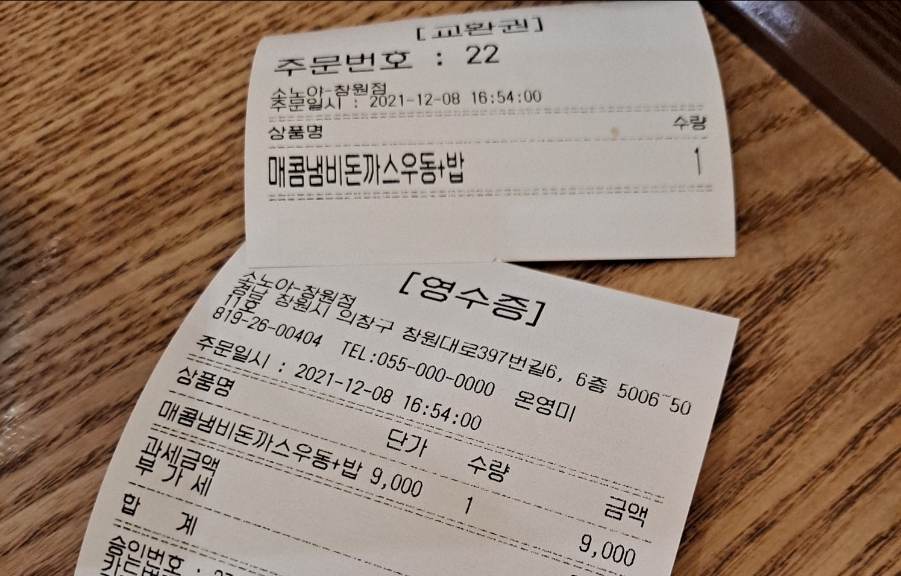 [교환권]
주문번호 : 22
소노야-창원점
주문일시 : 2021-12-08 16:54:00
상품명 수량
매콤냄비돈까스우동+밥 1
[영수증]
소노야-창원점
경남 창원시 의창구 창원대로397번길6, 6층 5006~50
11호
819-26-00404 TEL:055-000-0000 온영미
주문일시 : 2021-12-08 16:54:00
상품명 단가 수량 금액
매콤냄비돈까스우동+밥 9,000 1 9,000
과세금액
부 가 세
합 계
승인번호 :